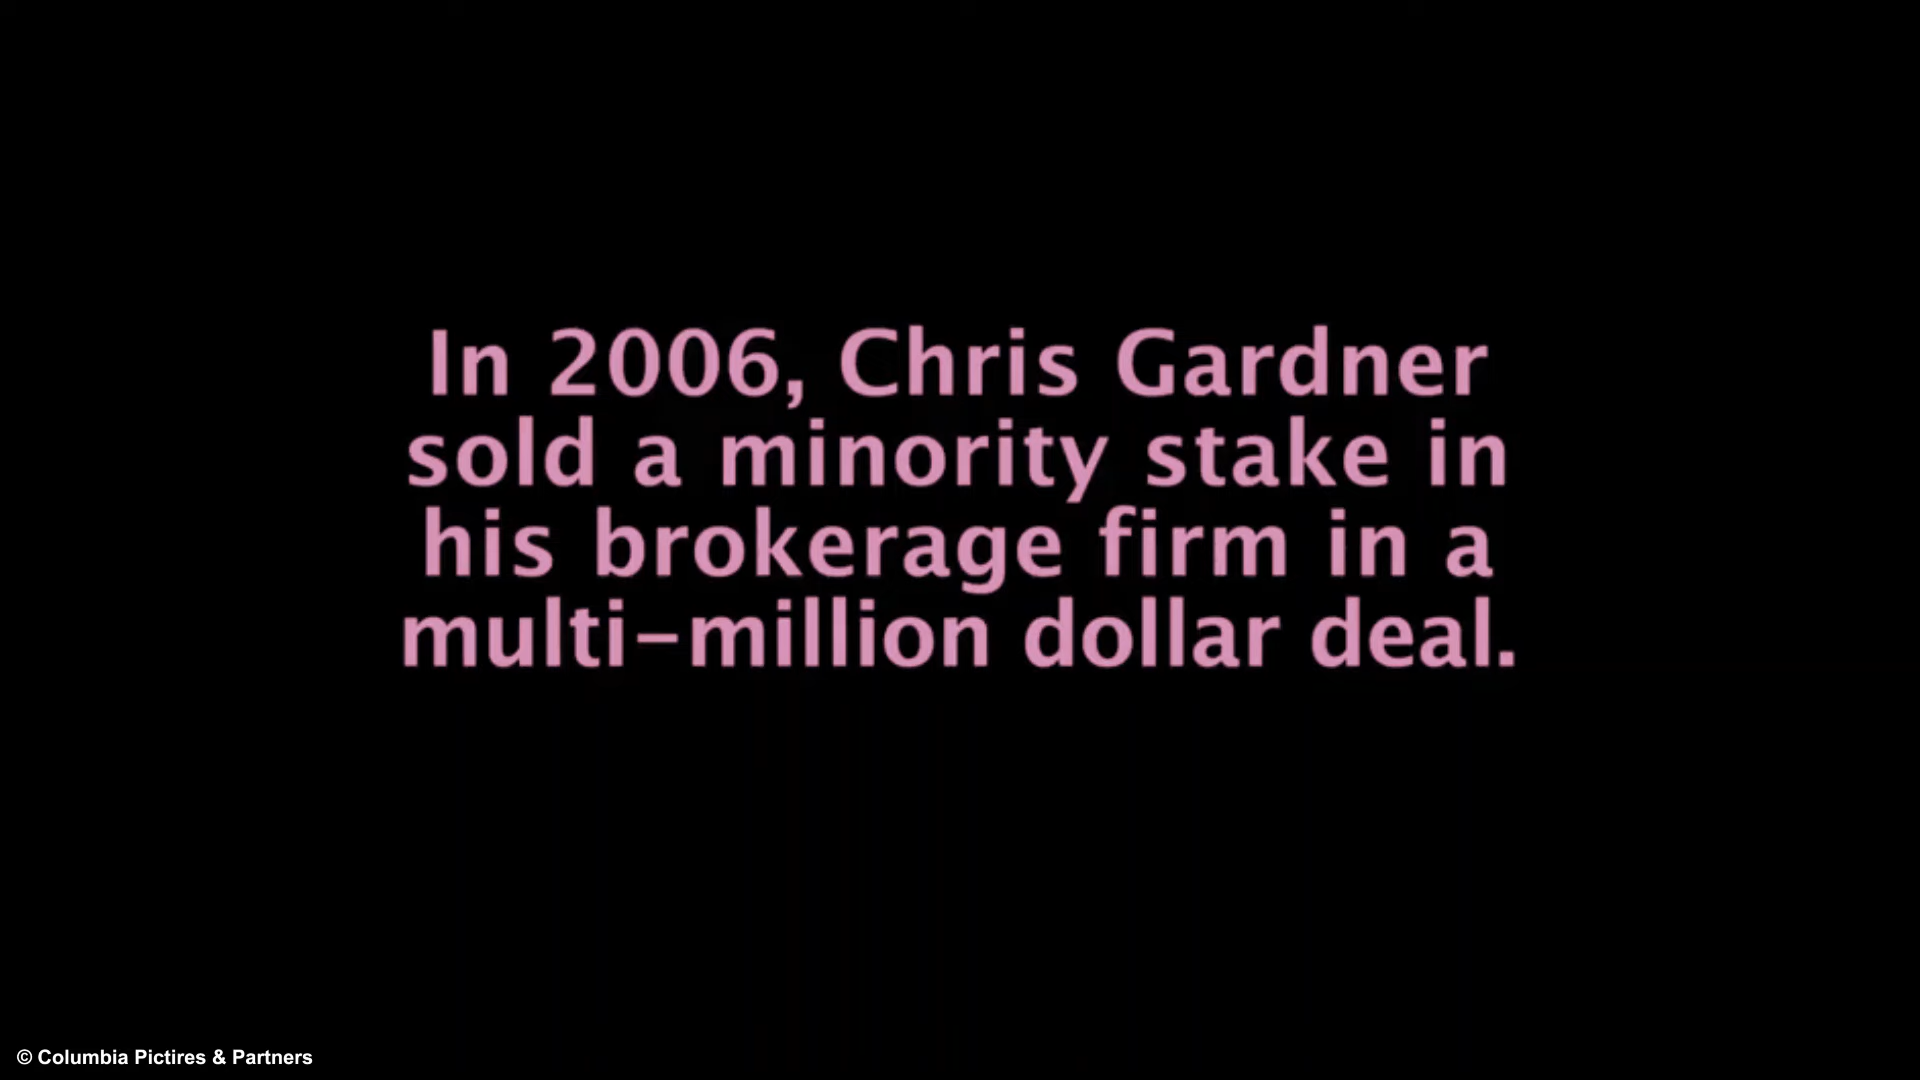 In 2006, Chris Gardner
sold a minority stake in
his brokerage firm in a
multi-million dollar deal.
© Columbia Pictires & Partners